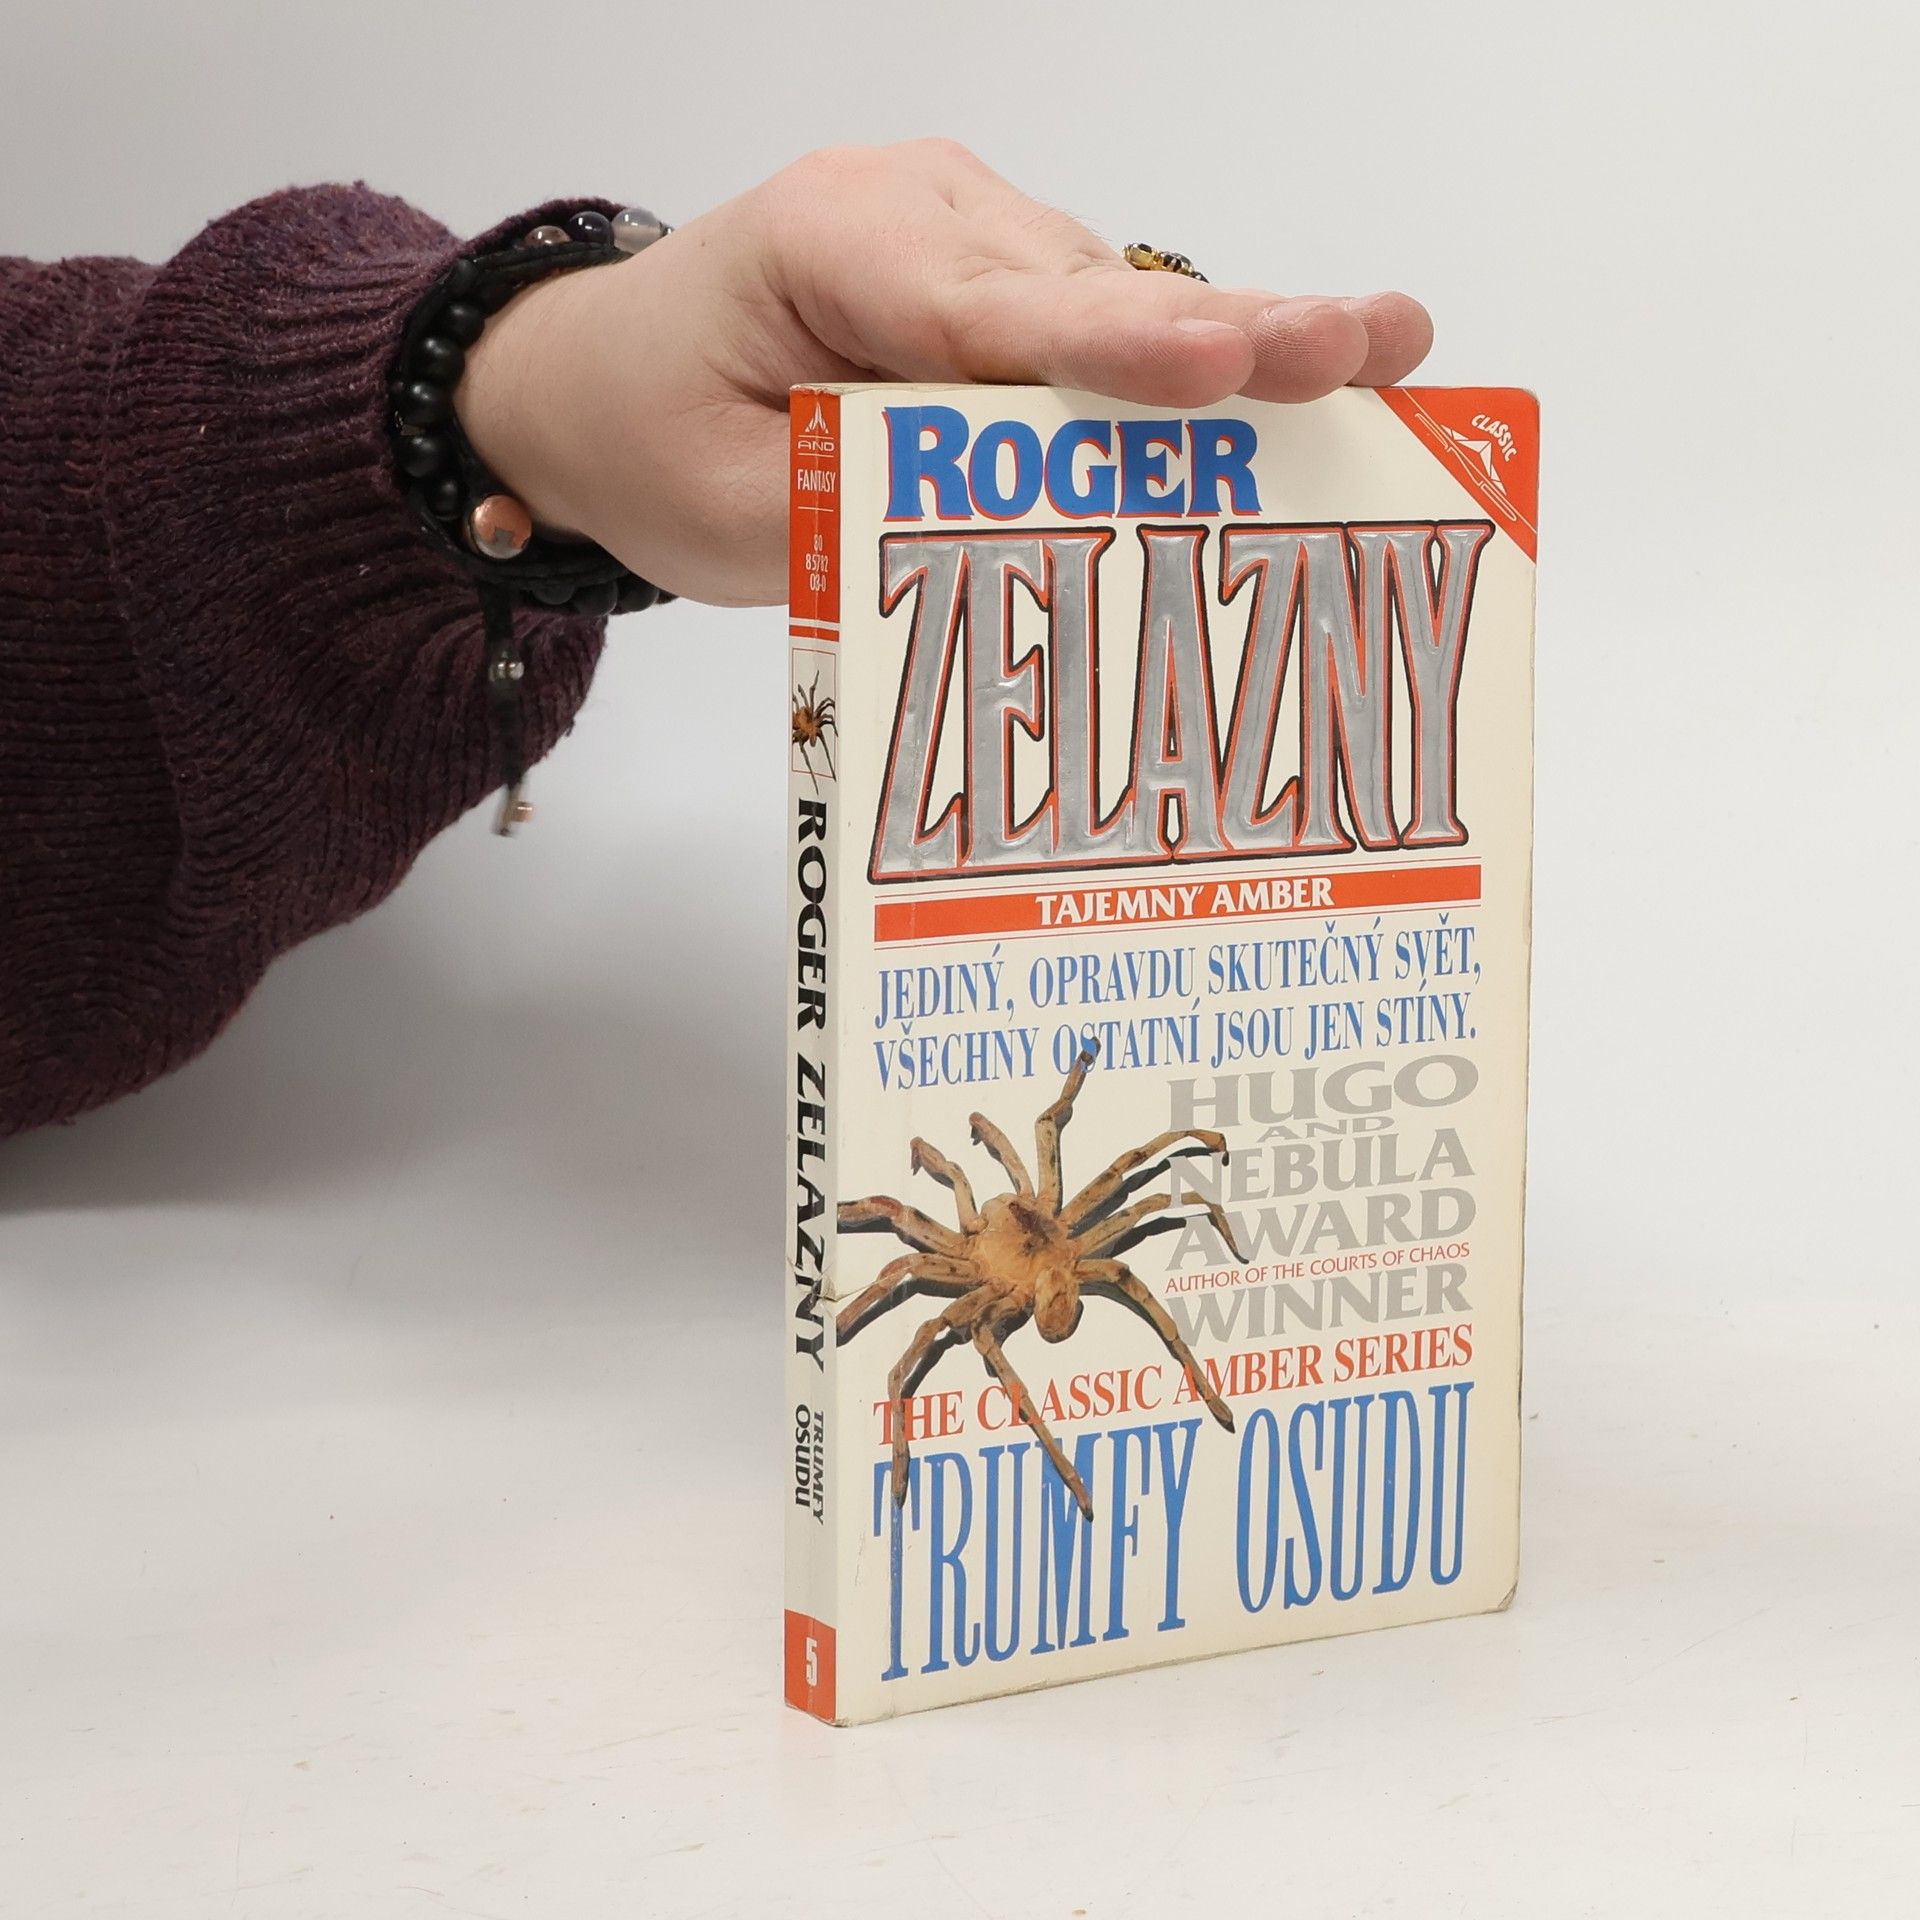 ROGER
ZELAZNY
CLASSIC
TAJEMNÝ AMBER
JEDINÝ, OPRAVDU SKUTEČNÝ SVĚT,
VŠECHNY OSTATNÍ JSOU JEN STÍNY.
HUGO
AND
NEBULA
AWARD
AUTHOR OF THE COURTS OF CHAOS
WINNER
THE CLASSIC AMBER SERIES
TRUMFY OSUDU
AND
FANTASY
80
85782
03-0
ROGER ZELAZNY
TRUMFY
OSUDU
5